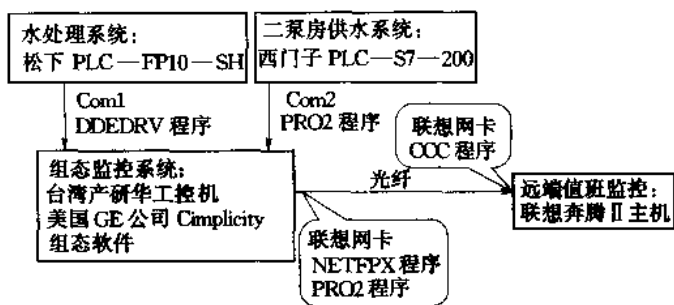 水处理系统:
松下 PLC—FP10—SH
二泵房供水系统:
西门子 PLC—S7—200
Com1
DDEDRV 程序
Com2
PRO2 程序
联想网卡
CCC 程序
组态监控系统:
台湾产研华工控机
美国 GE 公司 Cimplicity
组态软件
光纤
远端值班监控:
联想奔腾Ⅱ主机
联想网卡
NETFPX 程序
PRO2 程序